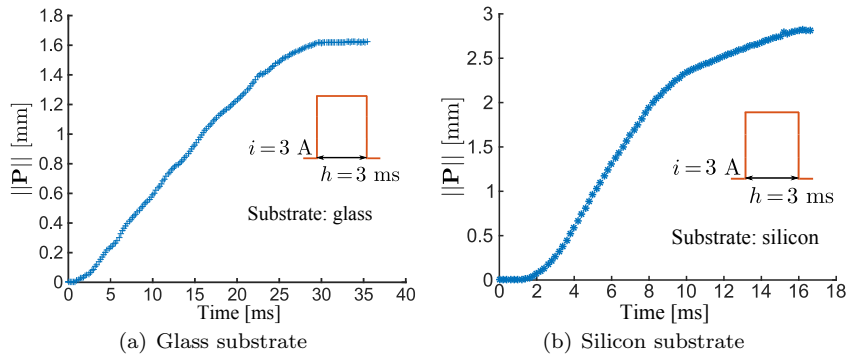 1.8
1.6
1.4
1.2
1
0.8
0.6
0.4
0.2
0
||P|| [mm]
i = 3 A
h = 3 ms
Substrate: glass
0 5 10 15 20 25 30 35 40
Time [ms]
(a) Glass substrate
3
2.5
2
1.5
1
0.5
0
||P|| [mm]
i = 3 A
h = 3 ms
Substrate: silicon
0 2 4 6 8 10 12 14 16 18
Time [ms]
(b) Silicon substrate